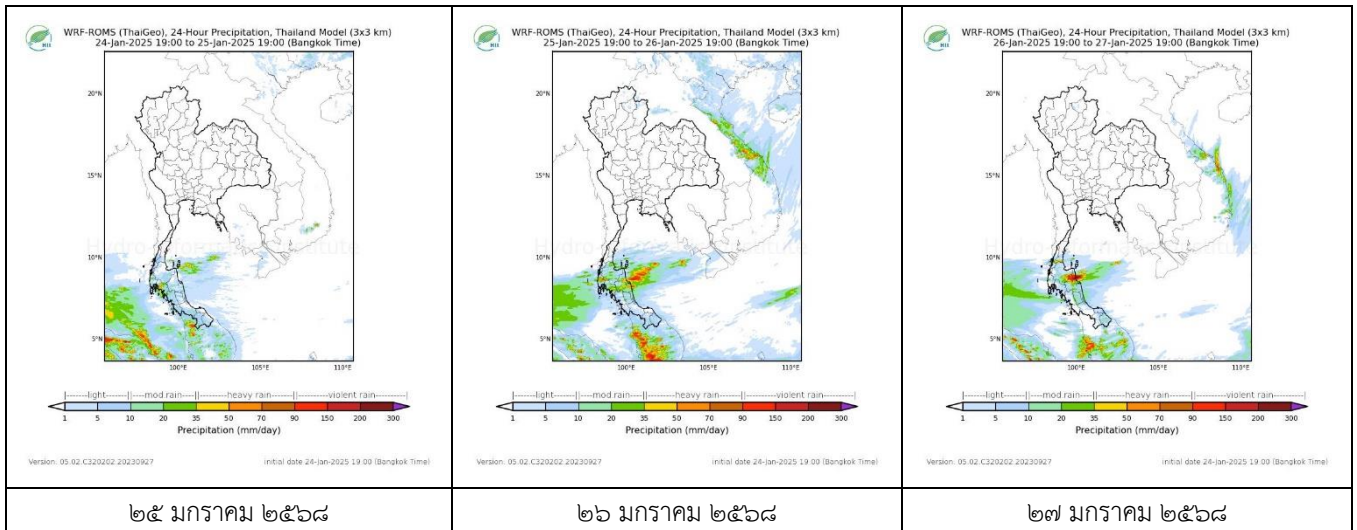 WRF-ROMS (ThaiGeo), 24-Hour Precipitation, Thailand Model (3x3 km)
24-Jan-2025 19:00 to 25-Jan-2025 19:00 (Bangkok Time)
HII
20°N
15°N
10°N
5°N
Hydro-Informatics Institute
100°E 105°E 110°E
light mod rain heavy rain violent rain
1 5 10 20 35 50 70 90 150 200 300
Precipitation (mm/day)
Version: 05.02.C320202.20230927 initial date 24-Jan-2025 19:00 (Bangkok Time)
๒๕ มกราคม ๒๕๖๘
WRF-ROMS (ThaiGeo), 24-Hour Precipitation, Thailand Model (3x3 km)
25-Jan-2025 19:00 to 26-Jan-2025 19:00 (Bangkok Time)
HII
20°N
15°N
10°N
5°N
Hydro-Informatics Institute
100°E 105°E 110°E
light mod rain heavy rain violent rain
1 5 10 20 35 50 70 90 150 200 300
Precipitation (mm/day)
Version: 05.02.C320202.20230927 initial date 24-Jan-2025 19:00 (Bangkok Time)
๒๖ มกราคม ๒๕๖๘
WRF-ROMS (ThaiGeo), 24-Hour Precipitation, Thailand Model (3x3 km)
26-Jan-2025 19:00 to 27-Jan-2025 19:00 (Bangkok Time)
HII
20°N
15°N
10°N
5°N
Hydro-Informatics Institute
100°E 105°E 110°E
light mod rain heavy rain violent rain
1 5 10 20 35 50 70 90 150 200 300
Precipitation (mm/day)
Version: 05.02.C320202.20230927 initial date 24-Jan-2025 19:00 (Bangkok Time)
๒๗ มกราคม ๒๕๖๘